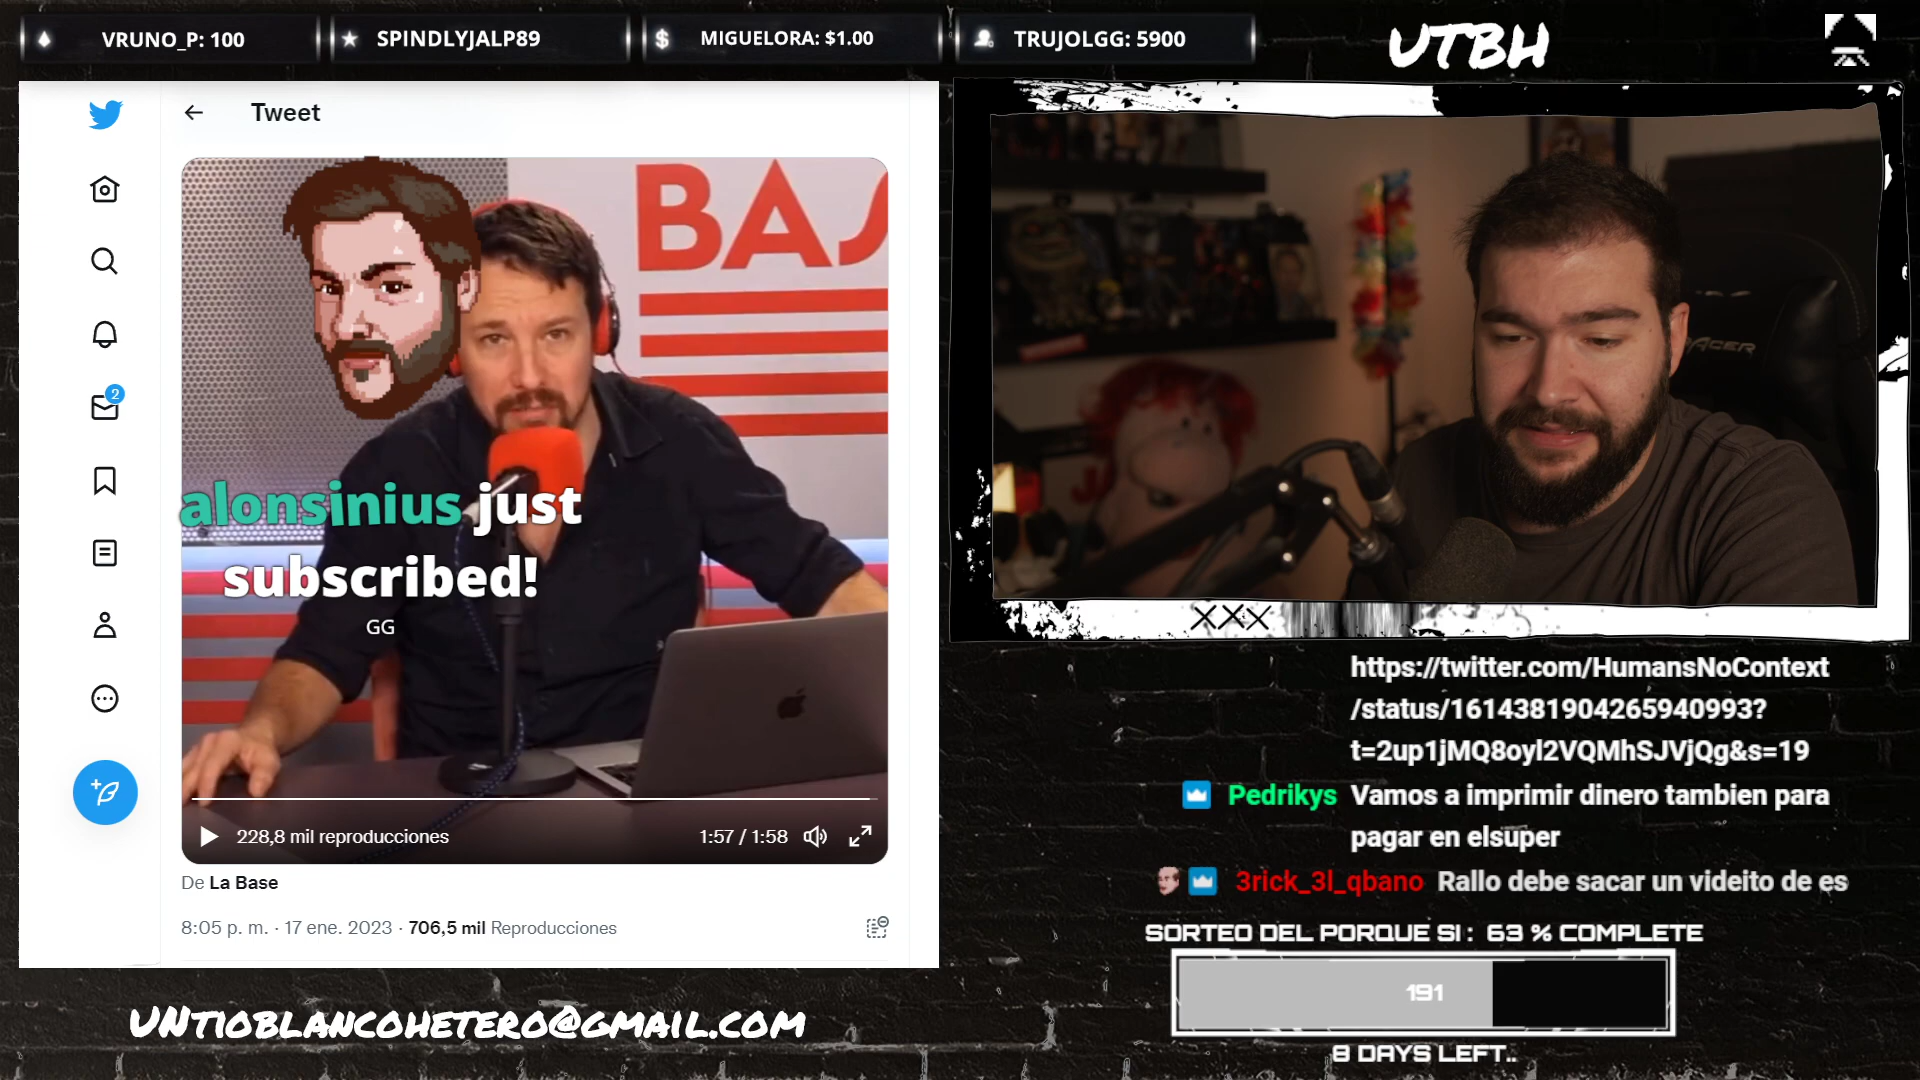 VRUNO_P: 100
SPINDLYJALP89
MIGUELORA: $1.00
TRUJOLGG: 5900
UTBH
Tweet
BAS
2
alonsinius just
subscribed!
GG
228,8 mil reproducciones
1:57 / 1:58
De La Base
8:05 p. m. · 17 ene. 2023 · 706,5 mil Reproducciones
UNTIOBLANCOHETERO@GMAIL.COM
XXX
https://twitter.com/HumansNoContext
/status/1614381904265940993?
t=2up1jMQ8oyl2VQMhSJVjQg&s=19
Pedrikys Vamos a imprimir dinero tambien para
pagar en elsuper
3rick_3l_qbano Rallo debe sacar un videito de es
SORTEO DEL PORQUE SI : 63 % COMPLETE
191
8 DAYS LEFT..